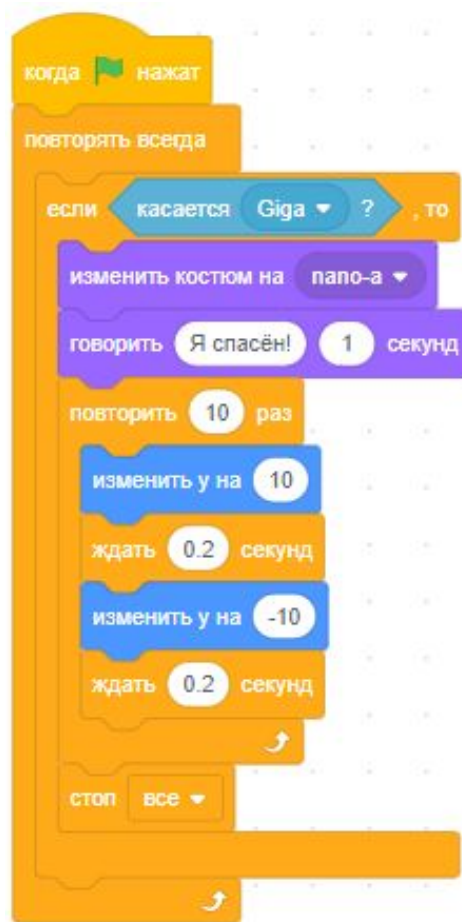 когда нажат
повторять всегда
если касается Giga ? , то
изменить костюм на nano-a
говорить Я спасён! 1 секунд
повторить 10 раз
изменить y на 10
ждать 0.2 секунд
изменить y на -10
ждать 0.2 секунд
стоп все